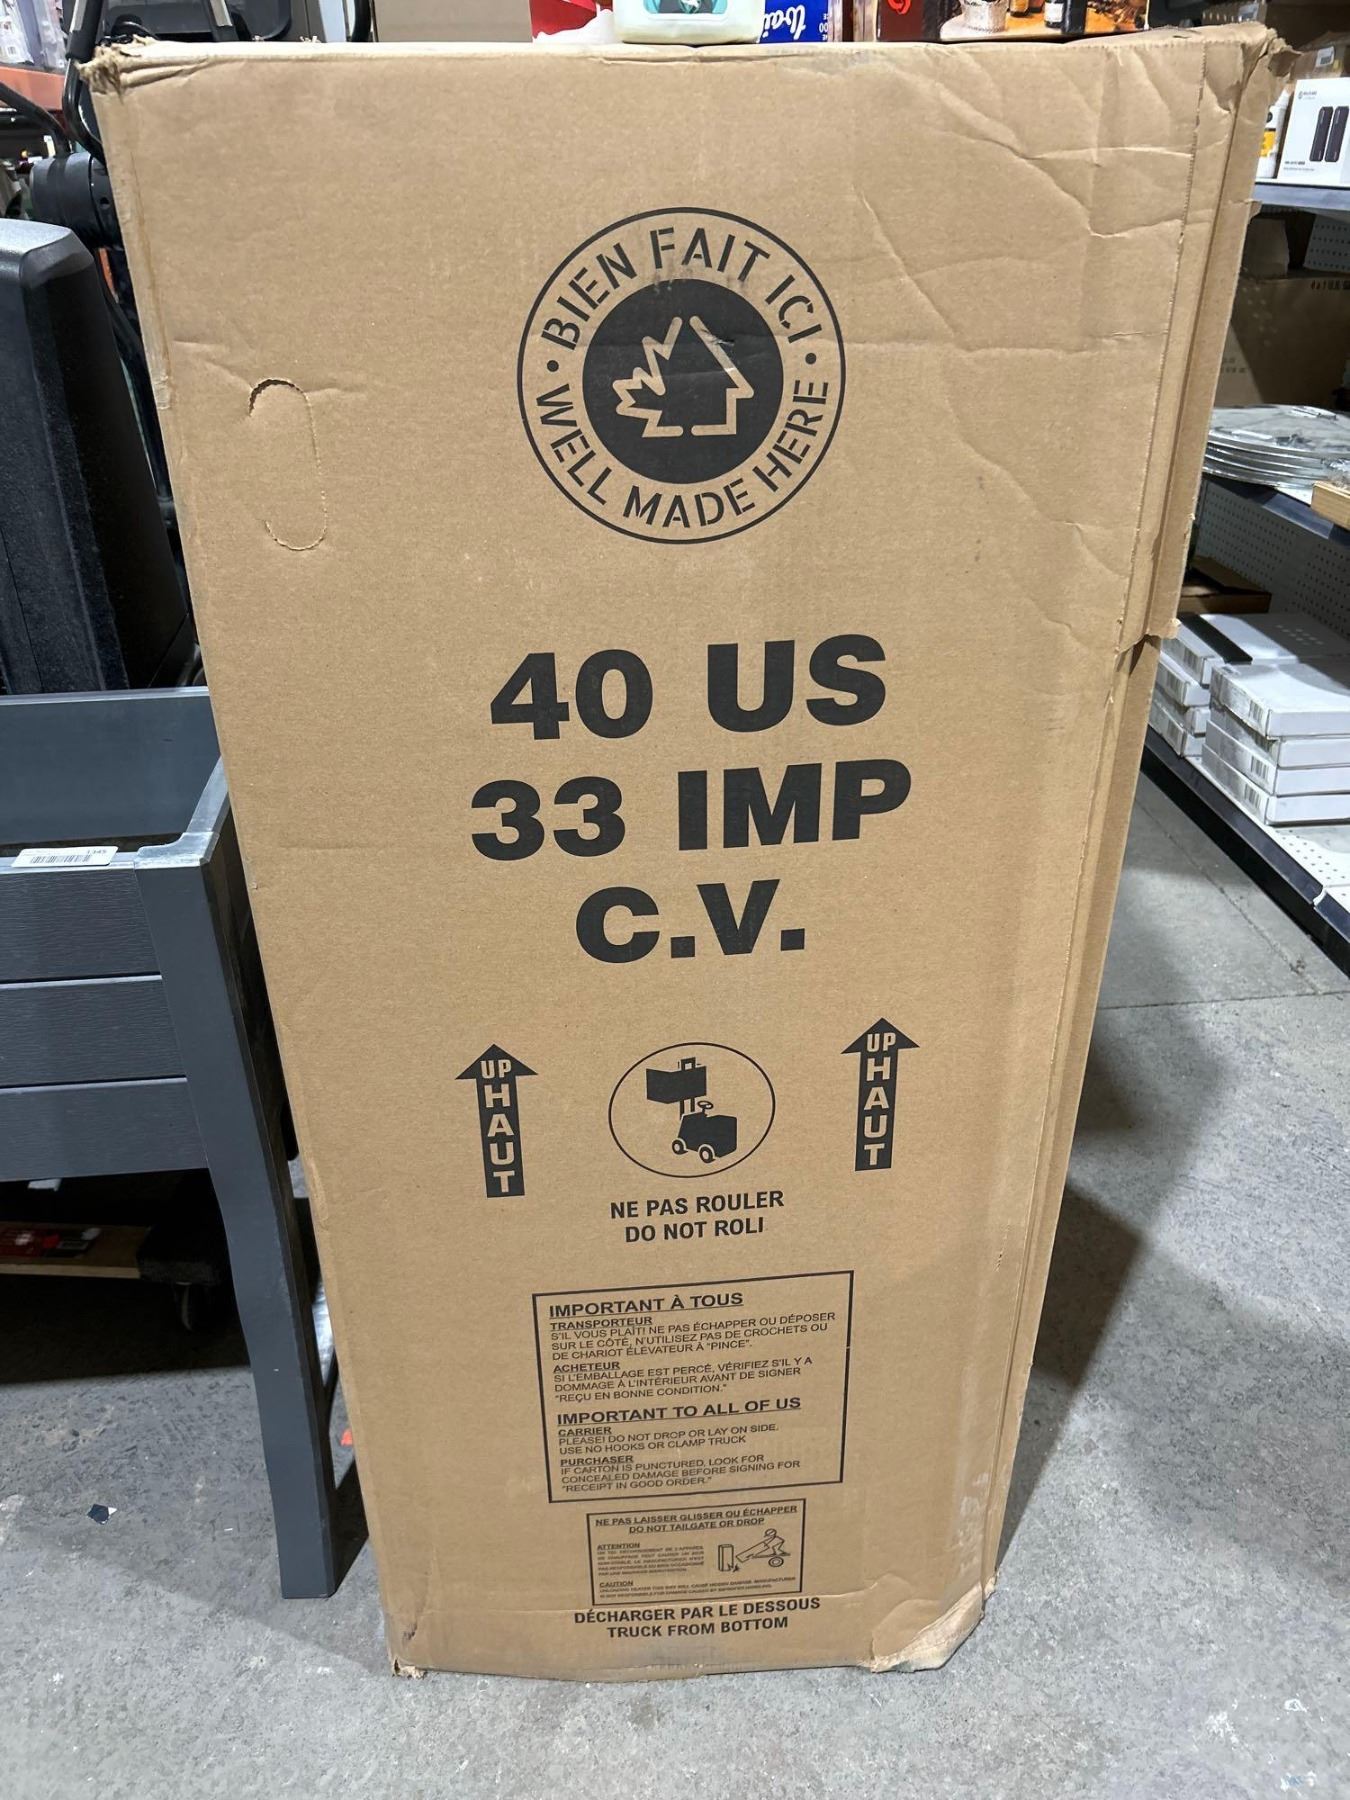 BIEN FAIT ICI
WELL MADE HERE
40 US
33 IMP
C.V.
UP
HAUT
UP
HAUT
NE PAS ROULER
DO NOT ROLL
IMPORTANT À TOUS
TRANSPORTEUR
S'IL VOUS PLAÎT! NE PAS ÉCHAPPER OU DÉPOSER
SUR LE CÔTÉ, N'UTILISEZ PAS DE CROCHETS OU
DE CHARIOT ÉLÉVATEUR À "PINCE".
ACHETEUR
SI L'EMBALLAGE EST PERCÉ, VÉRIFIEZ S'IL Y A
DOMMAGE À L'INTÉRIEUR AVANT DE SIGNER
"REÇU EN BONNE CONDITION."
IMPORTANT TO ALL OF US
CARRIER
PLEASE! DO NOT DROP OR LAY ON SIDE.
USE NO HOOKS OR CLAMP TRUCK
PURCHASER
IF CARTON IS PUNCTURED, LOOK FOR
CONCEALED DAMAGE BEFORE SIGNING FOR
"RECEIPT IN GOOD ORDER."
NE PAS LAISSER GLISSER OU ÉCHAPPER
DO NOT TAILGATE OR DROP
ATTENTION
CAUTION
DÉCHARGER PAR LE DESSOUS
TRUCK FROM BOTTOM
1345